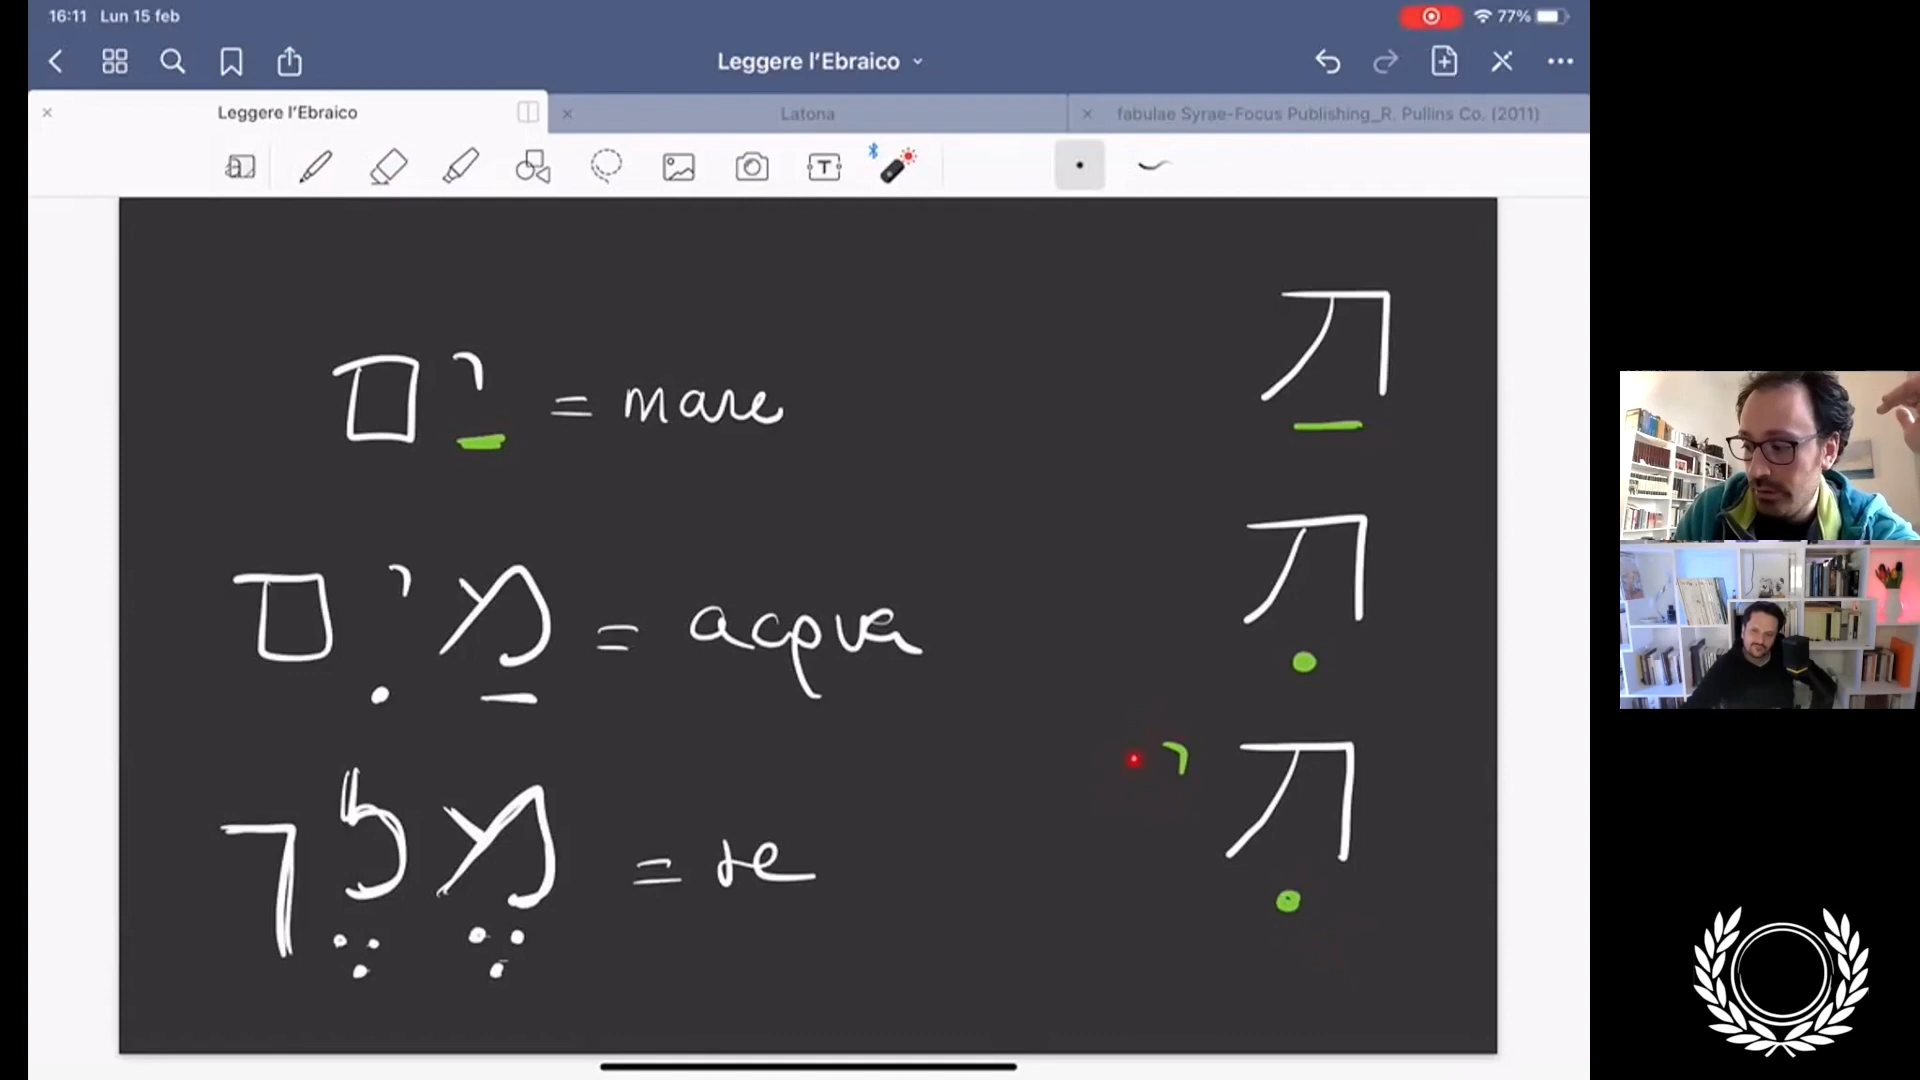 16:11 Lun 15 feb
77%
Leggere l'Ebraico
Leggere l'Ebraico
Latona
fabulae Syrae-Focus Publishing_R. Pullins Co. (2011)
יַם = mare
מַיִם = acqua
מֶלֶך = re
תַ
תִ
תִי